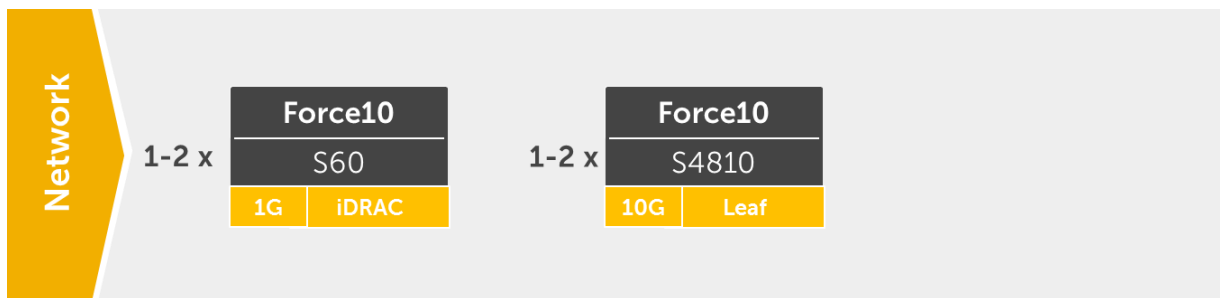 Network
1-2 x
Force10
S60
1G iDRAC
1-2 x
Force10
S4810
10G Leaf